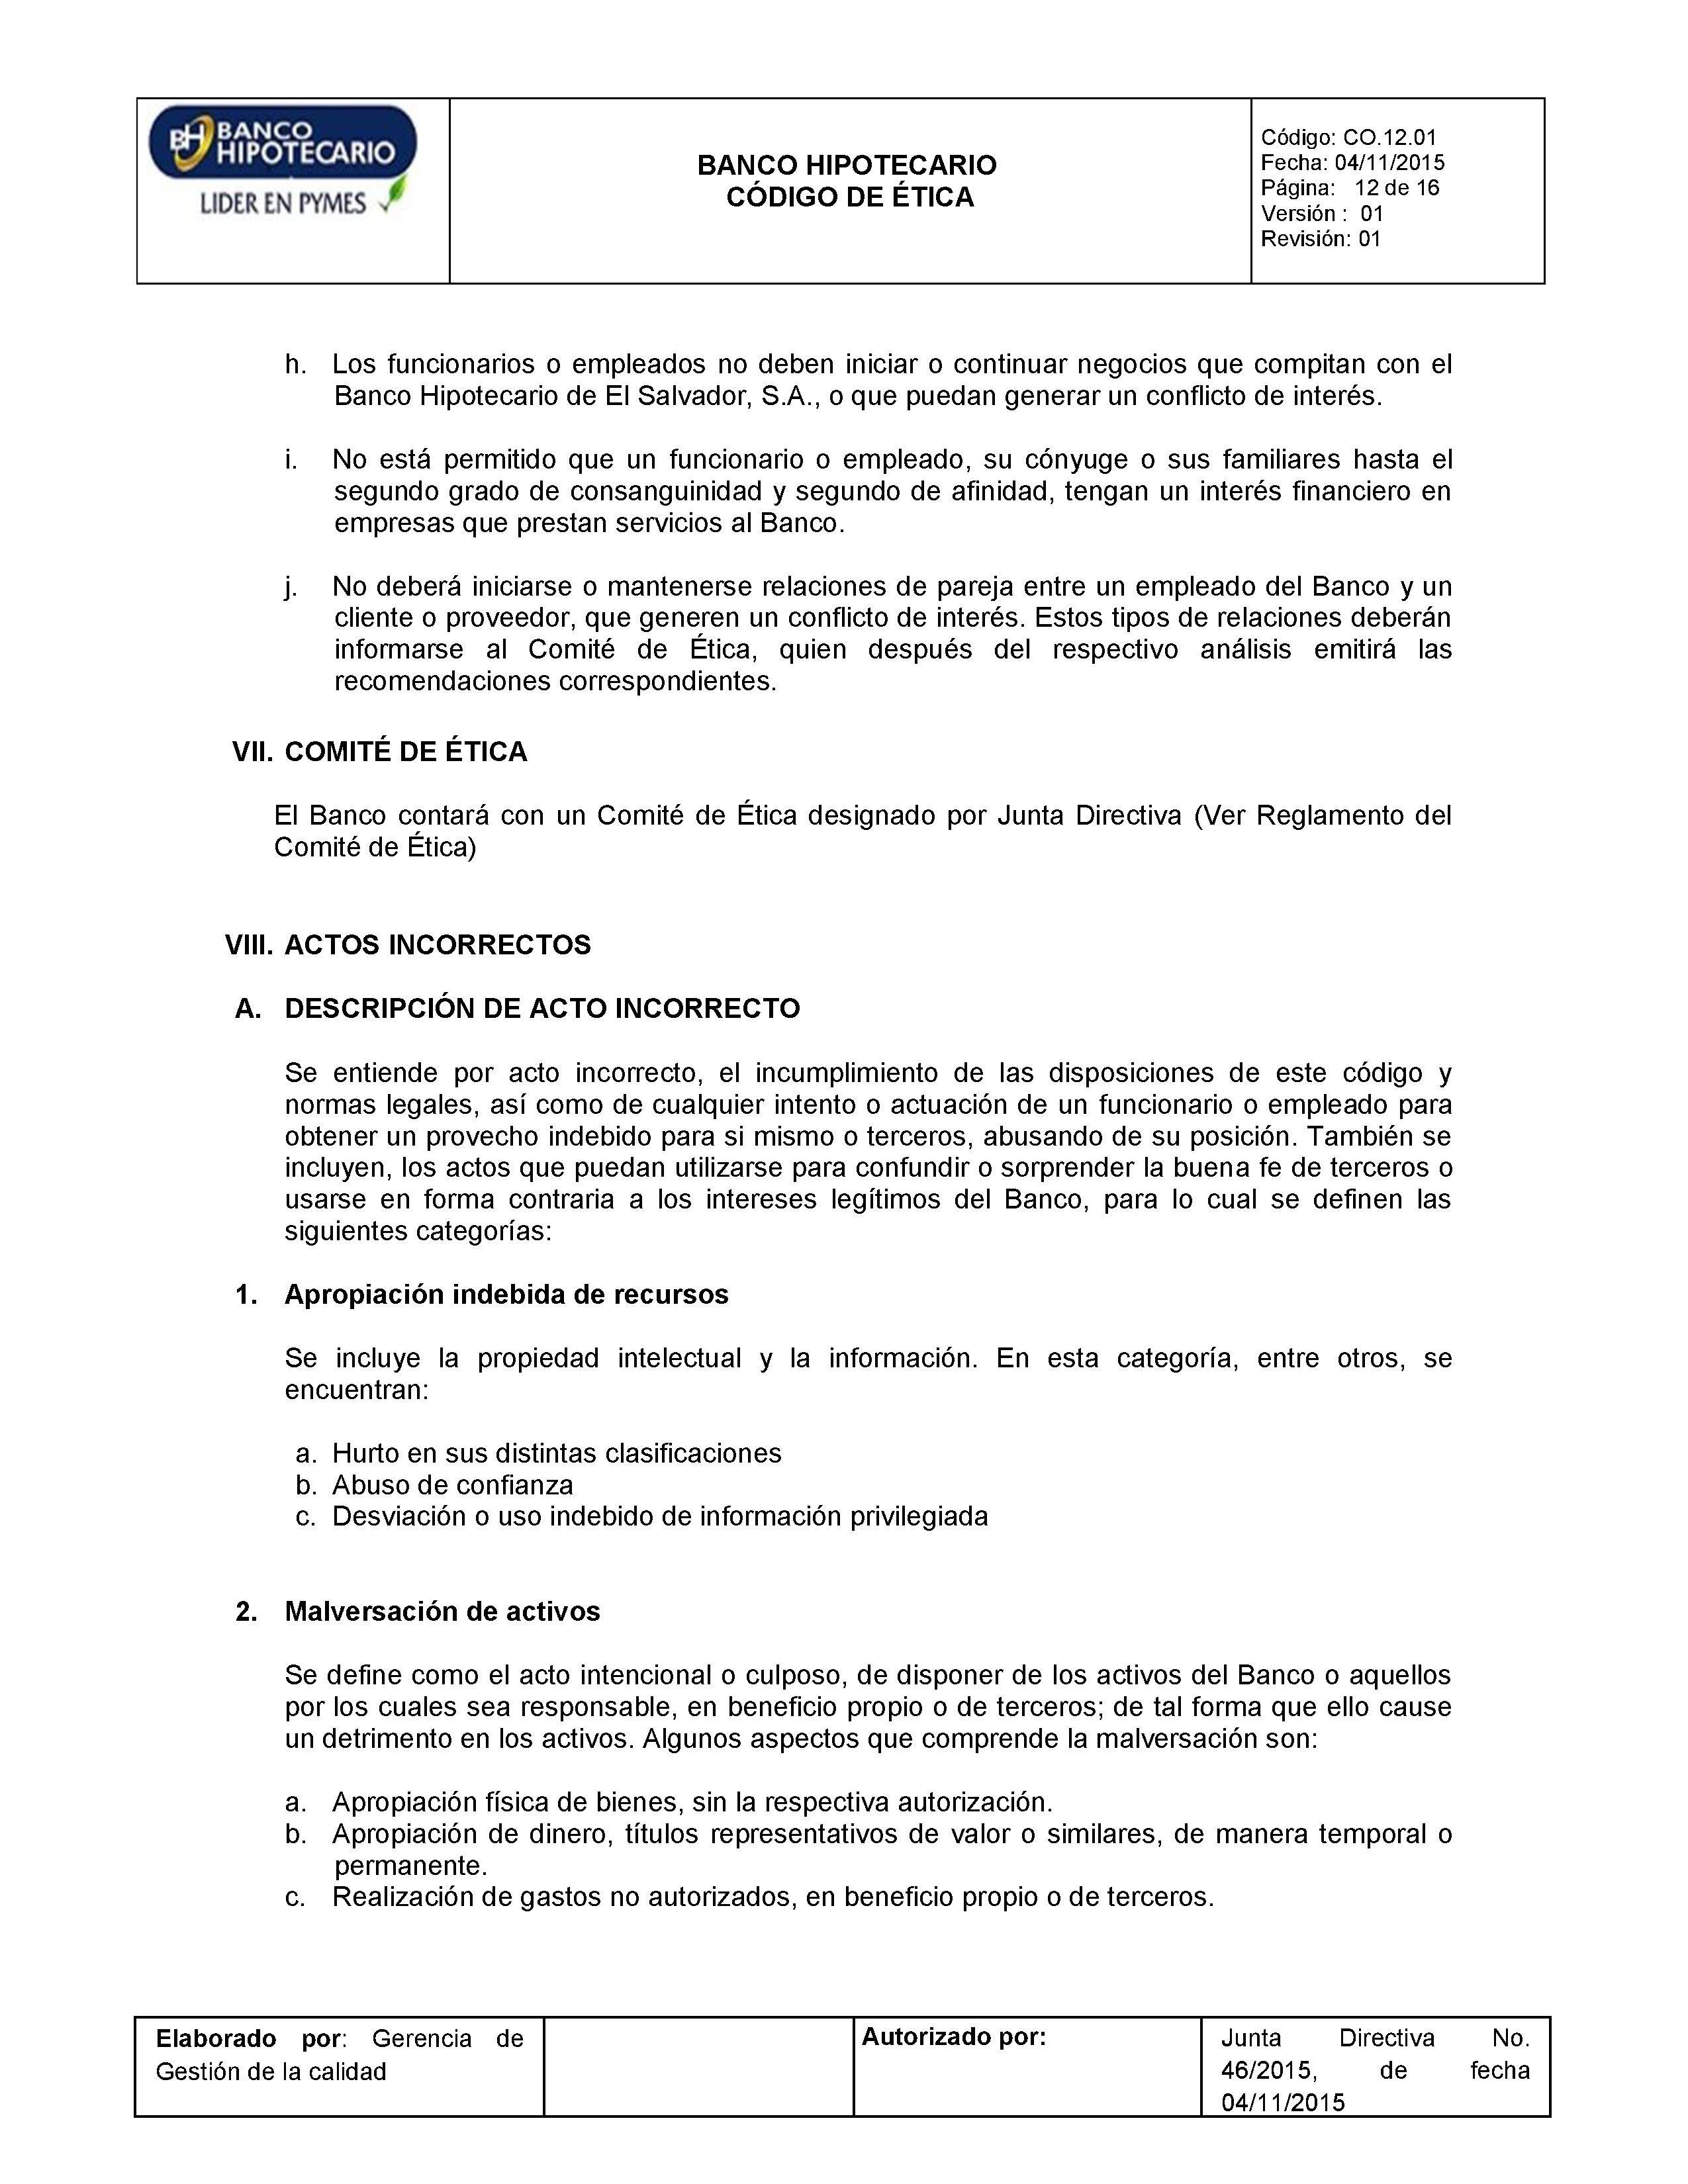 BH BANCO
HIPOTECARIO
LIDER EN PYMES
BANCO HIPOTECARIO
CÓDIGO DE ÉTICA
Código: CO.12.01
Fecha: 04/11/2015
Página: 12 de 16
Versión : 01
Revisión: 01
h. Los funcionarios o empleados no deben iniciar o continuar negocios que compitan con el
Banco Hipotecario de El Salvador, S.A., o que puedan generar un conflicto de interés.
i. No está permitido que un funcionario o empleado, su cónyuge o sus familiares hasta el
segundo grado de consanguinidad y segundo de afinidad, tengan un interés financiero en
empresas que prestan servicios al Banco.
j. No deberá iniciarse o mantenerse relaciones de pareja entre un empleado del Banco y un
cliente o proveedor, que generen un conflicto de interés. Estos tipos de relaciones deberán
informarse al Comité de Ética, quien después del respectivo análisis emitirá las
recomendaciones correspondientes.
VII. COMITÉ DE ÉTICA
El Banco contará con un Comité de Ética designado por Junta Directiva (Ver Reglamento del
Comité de Ética)
VIII. ACTOS INCORRECTOS
A. DESCRIPCIÓN DE ACTO INCORRECTO
Se entiende por acto incorrecto, el incumplimiento de las disposiciones de este código y
normas legales, así como de cualquier intento o actuación de un funcionario o empleado para
obtener un provecho indebido para si mismo o terceros, abusando de su posición. También se
incluyen, los actos que puedan utilizarse para confundir o sorprender la buena fe de terceros o
usarse en forma contraria a los intereses legítimos del Banco, para lo cual se definen las
siguientes categorías:
1. Apropiación indebida de recursos
Se incluye la propiedad intelectual y la información. En esta categoría, entre otros, se
encuentran:
a. Hurto en sus distintas clasificaciones
b. Abuso de confianza
c. Desviación o uso indebido de información privilegiada
2. Malversación de activos
Se define como el acto intencional o culposo, de disponer de los activos del Banco o aquellos
por los cuales sea responsable, en beneficio propio o de terceros; de tal forma que ello cause
un detrimento en los activos. Algunos aspectos que comprende la malversación son:
a. Apropiación física de bienes, sin la respectiva autorización.
b. Apropiación de dinero, títulos representativos de valor o similares, de manera temporal o
permanente.
c. Realización de gastos no autorizados, en beneficio propio o de terceros.
Elaborado por: Gerencia de
Gestión de la calidad
Autorizado por:
Junta Directiva No.
46/2015, de fecha
04/11/2015